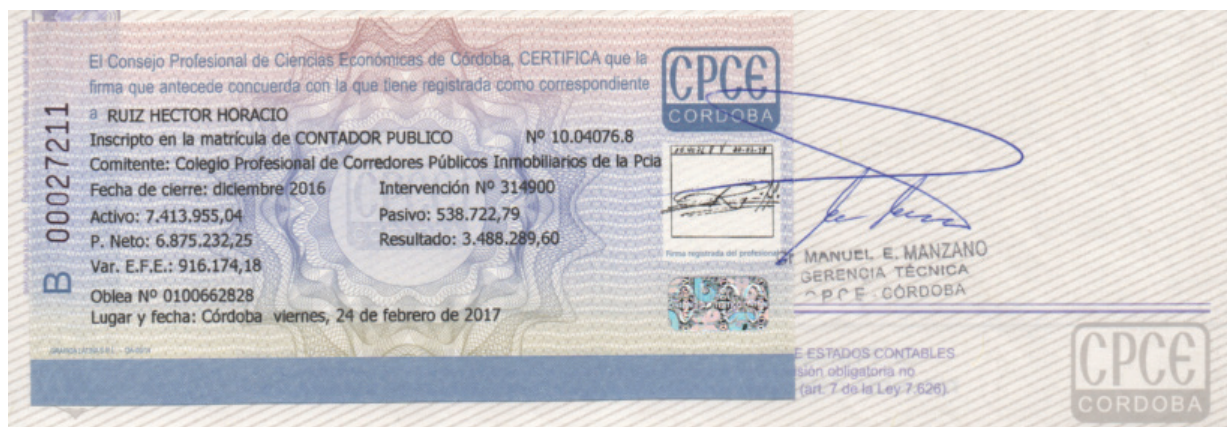 El Consejo Profesional de Ciencias Económicas de Córdoba, CERTIFICA que la
firma que antecede concuerda con la que tiene registrada como correspondiente
a RUIZ HECTOR HORACIO
Inscripto en la matrícula de CONTADOR PUBLICO Nº 10.04076.8
Comitente: Colegio Profesional de Corredores Públicos Inmobiliarios de la Pcia
Fecha de cierre: diciembre 2016 Intervención Nº 314900
Activo: 7.413.955,04 Pasivo: 538.722,79
P. Neto: 6.875.232,25 Resultado: 3.488.289,60
Var. E.F.E.: 916.174,18
Oblea Nº 0100662828
Lugar y fecha: Córdoba viernes, 24 de febrero de 2017
B 00027211
CPCE
CORDOBA
Firma registrada del profesional
MANUEL E. MANZANO
GERENCIA TÉCNICA
CPCE CÓRDOBA
E ESTADOS CONTABLES
sión obligatoria no
(art. 7 de la Ley 7.626).
CPCE
CORDOBA